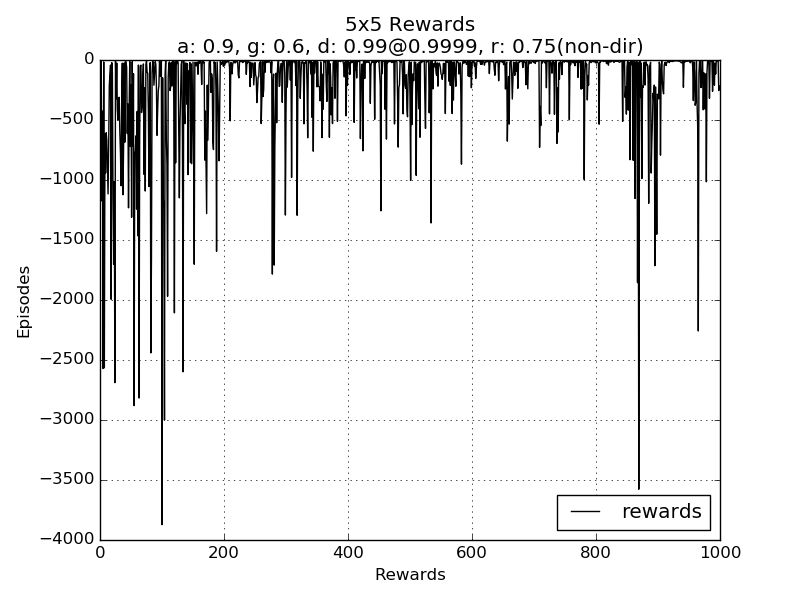 5x5 Rewards
a: 0.9, g: 0.6, d: 0.99@0.9999, r: 0.75(non-dir)
0
−500
−1000
−1500
−2000
−2500
−3000
−3500
−4000
Episodes
rewards
0 200 400 600 800 1000
Rewards